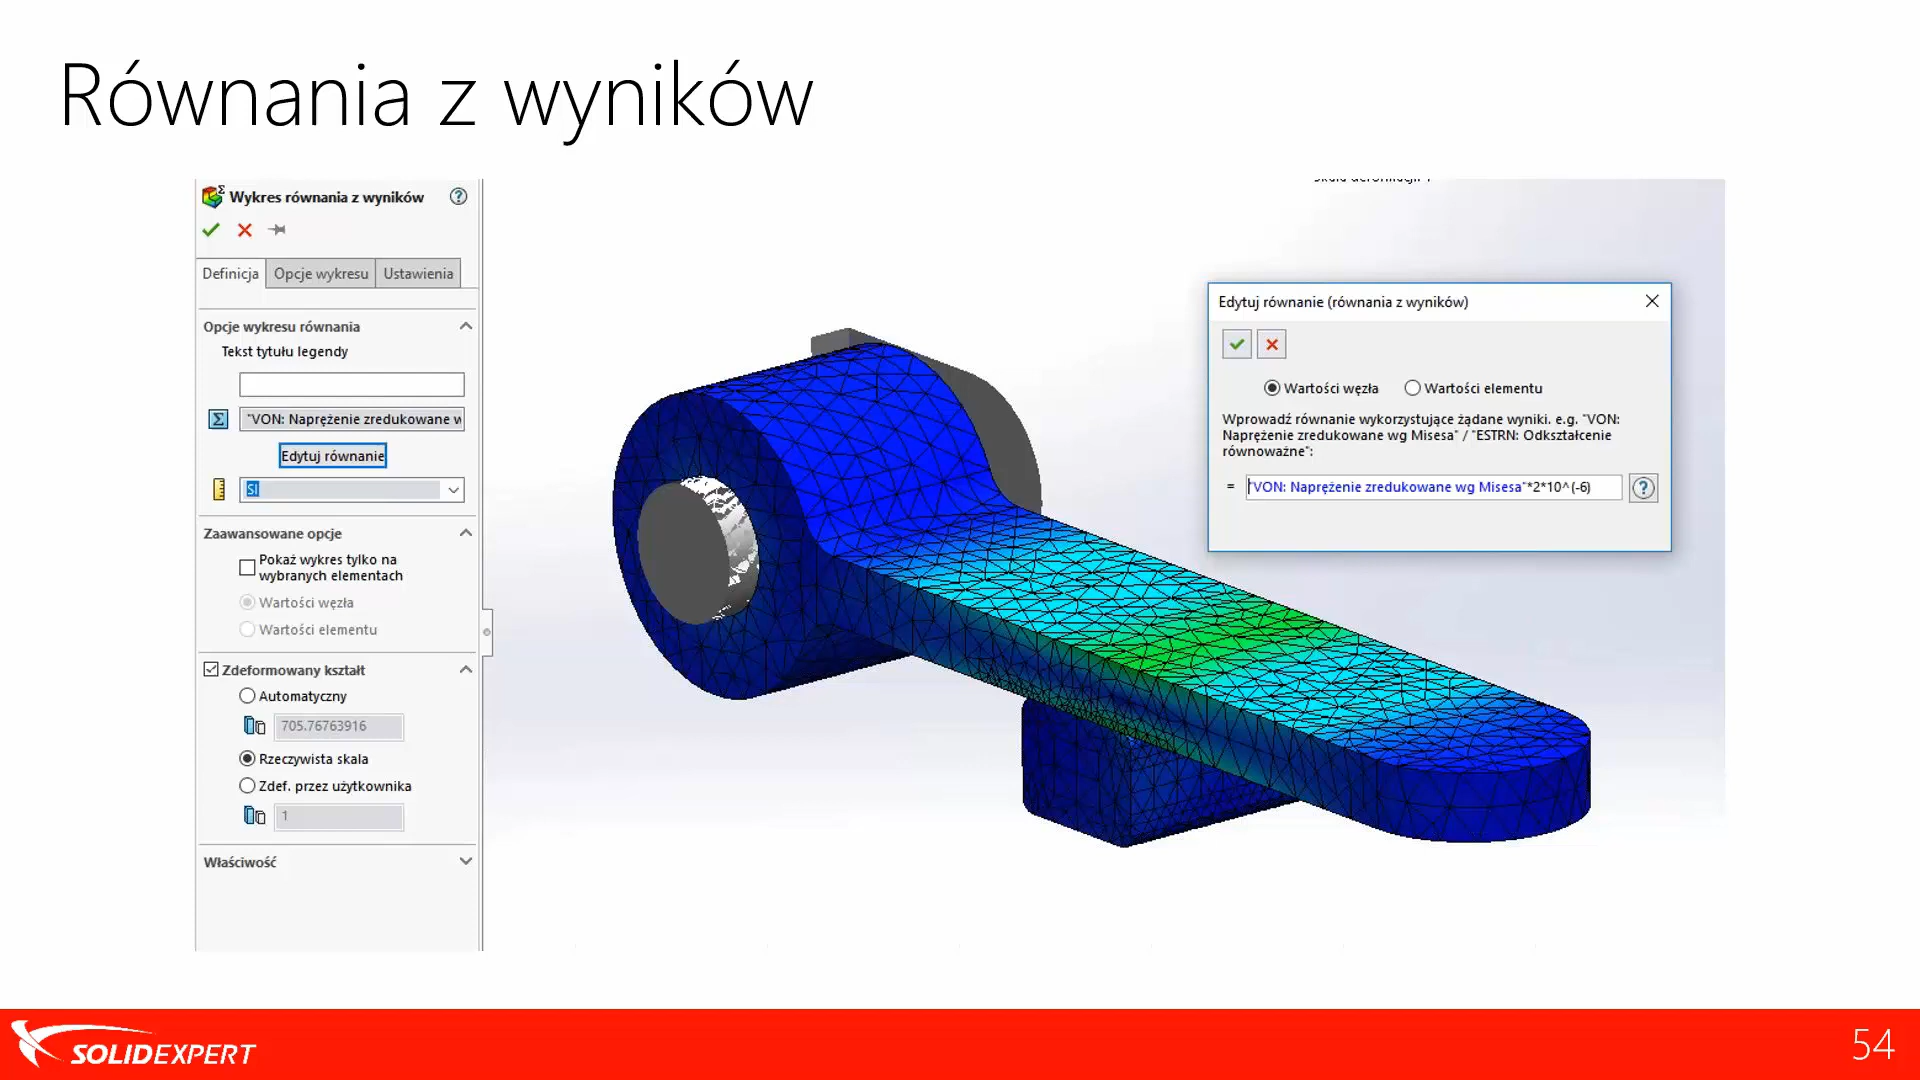 Równania z wyników
Wykres równania z wyników
Definicja
Opcje wykresu
Ustawienia
Opcje wykresu równania
Tekst tytułu legendy
"VON: Naprężenie zredukowane w
Edytuj równanie
SI
Zaawansowane opcje
Pokaż wykres tylko na
wybranych elementach
Wartości węzła
Wartości elementu
Zdeformowany kształt
Automatyczny
705.76763916
Rzeczywista skala
Zdef. przez użytkownika
1
Właściwość
Edytuj równanie (równania z wyników)
Wartości węzła
Wartości elementu
Wprowadź równanie wykorzystujące żądane wyniki. e.g. "VON:
Naprężenie zredukowane wg Misesa" / "ESTRN: Odkształcenie
równoważne":
= "VON: Naprężenie zredukowane wg Misesa"*2*10^(-6)
SOLIDEXPERT
54